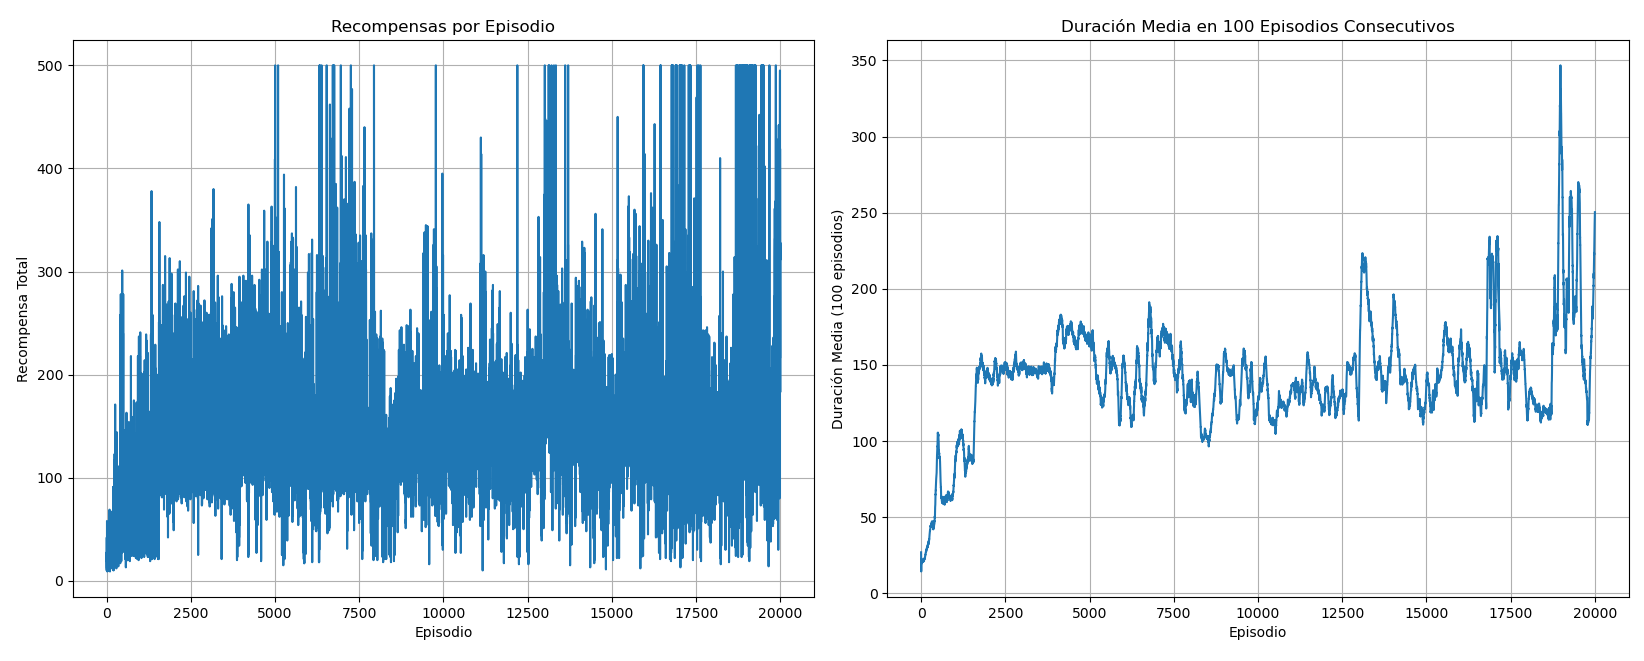 Recompensas por Episodio
Recompensa Total
500
400
300
200
100
0
0 2500 5000 7500 10000 12500 15000 17500 20000
Episodio
Duración Media en 100 Episodios Consecutivos
Duración Media (100 episodios)
350
300
250
200
150
100
50
0
0 2500 5000 7500 10000 12500 15000 17500 20000
Episodio